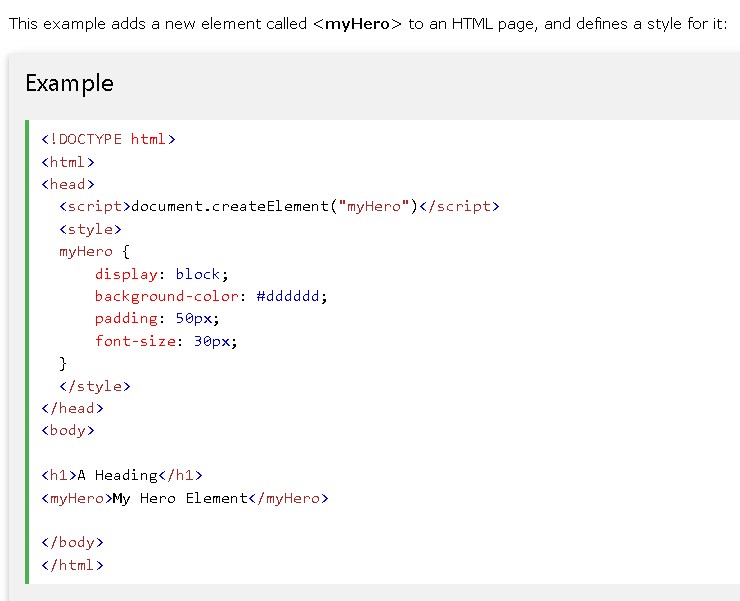 This example adds a new element called <myHero> to an HTML page, and defines a style for it:
Example
<!DOCTYPE html>
<html>
<head>
  <script>document.createElement("myHero")</script>
  <style>
  myHero {
      display: block;
      background-color: #dddddd;
      padding: 50px;
      font-size: 30px;
  }
  </style>
</head>
<body>
<h1>A Heading</h1>
<myHero>My Hero Element</myHero>
</body>
</html>